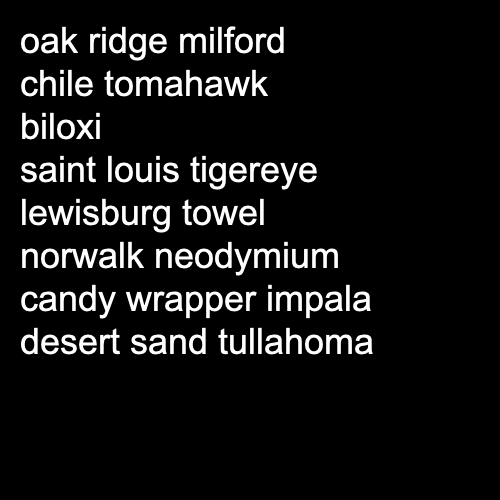 oak ridge milford
chile tomahawk
biloxi
saint louis tigereye
lewisburg towel
norwalk neodymium
candy wrapper impala
desert sand tullahoma